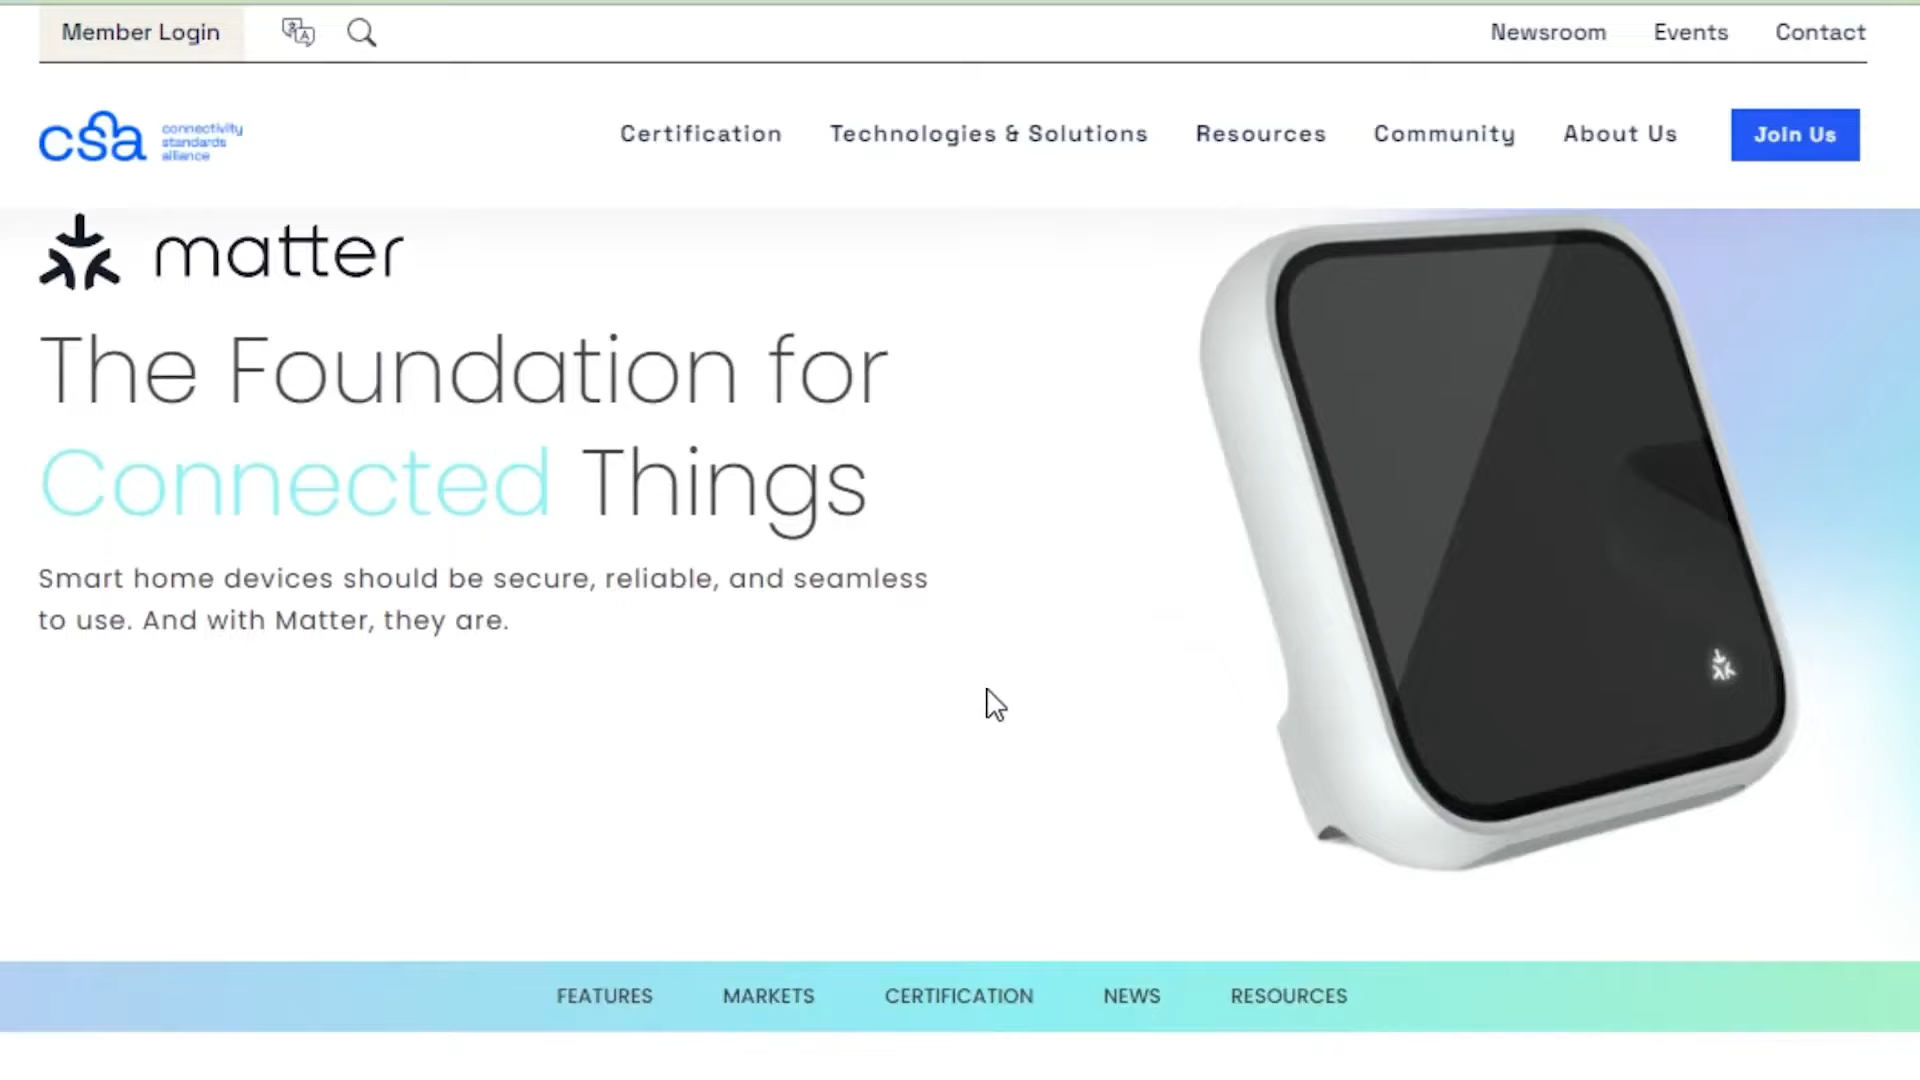 Member Login
Newsroom
Events
Contact
csa
connectivity
standards
alliance
Certification
Technologies & Solutions
Resources
Community
About Us
Join Us
matter
The Foundation for
Connected Things
Smart home devices should be secure, reliable, and seamless
to use. And with Matter, they are.
FEATURES
MARKETS
CERTIFICATION
NEWS
RESOURCES